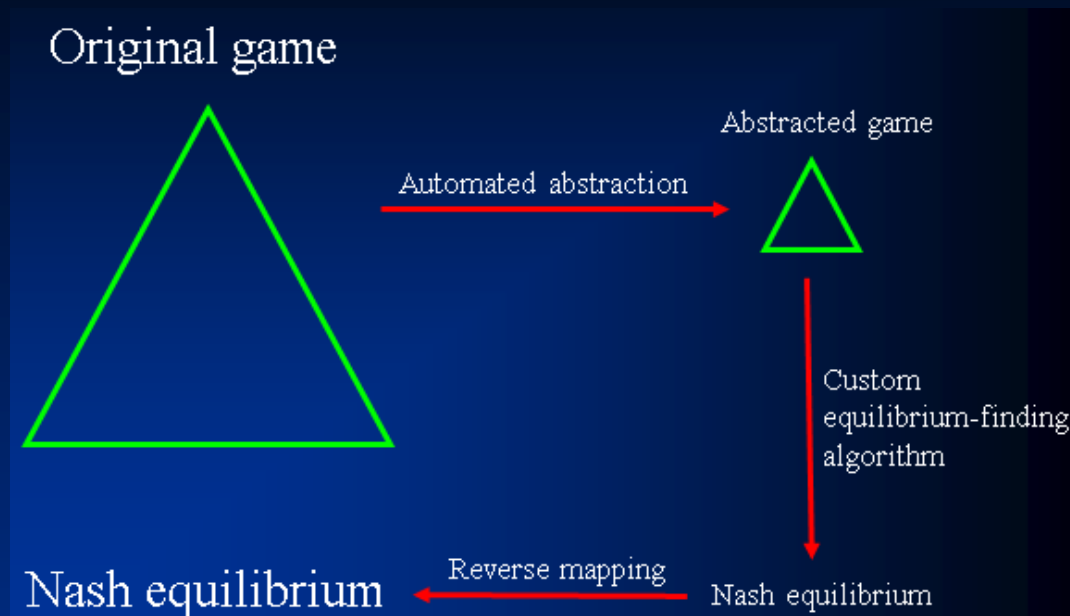 Original game
Abstracted game
Automated abstraction
Custom
equilibrium-finding
algorithm
Reverse mapping
Nash equilibrium
Nash equilibrium